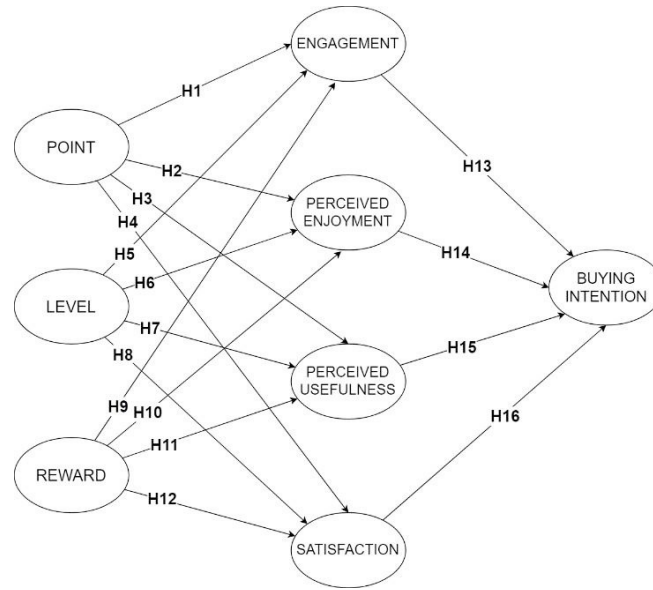 ENGAGEMENT
H1
POINT
H13
H2
H3
PERCEIVED
ENJOYMENT
H4
H5
H14
H6
BUYING
INTENTION
LEVEL
H7
H15
H8
PERCEIVED
USEFULNESS
H9
H10
H16
H11
REWARD
H12
SATISFACTION